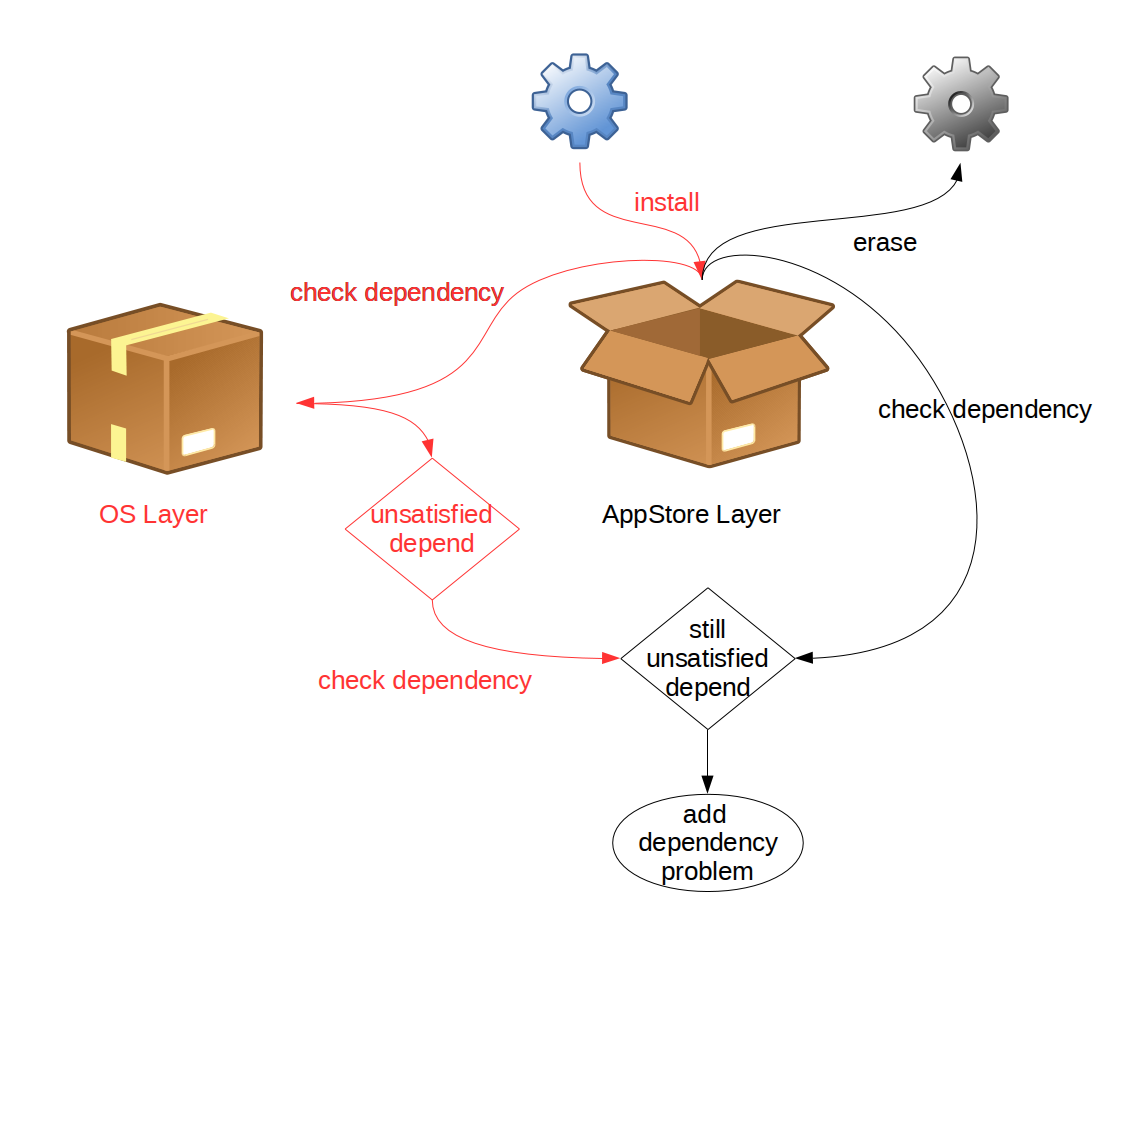 install
erase
check dependency
check dependency
OS Layer
AppStore Layer
unsatisfied
depend
still
unsatisfied
depend
check dependency
add
dependency
problem